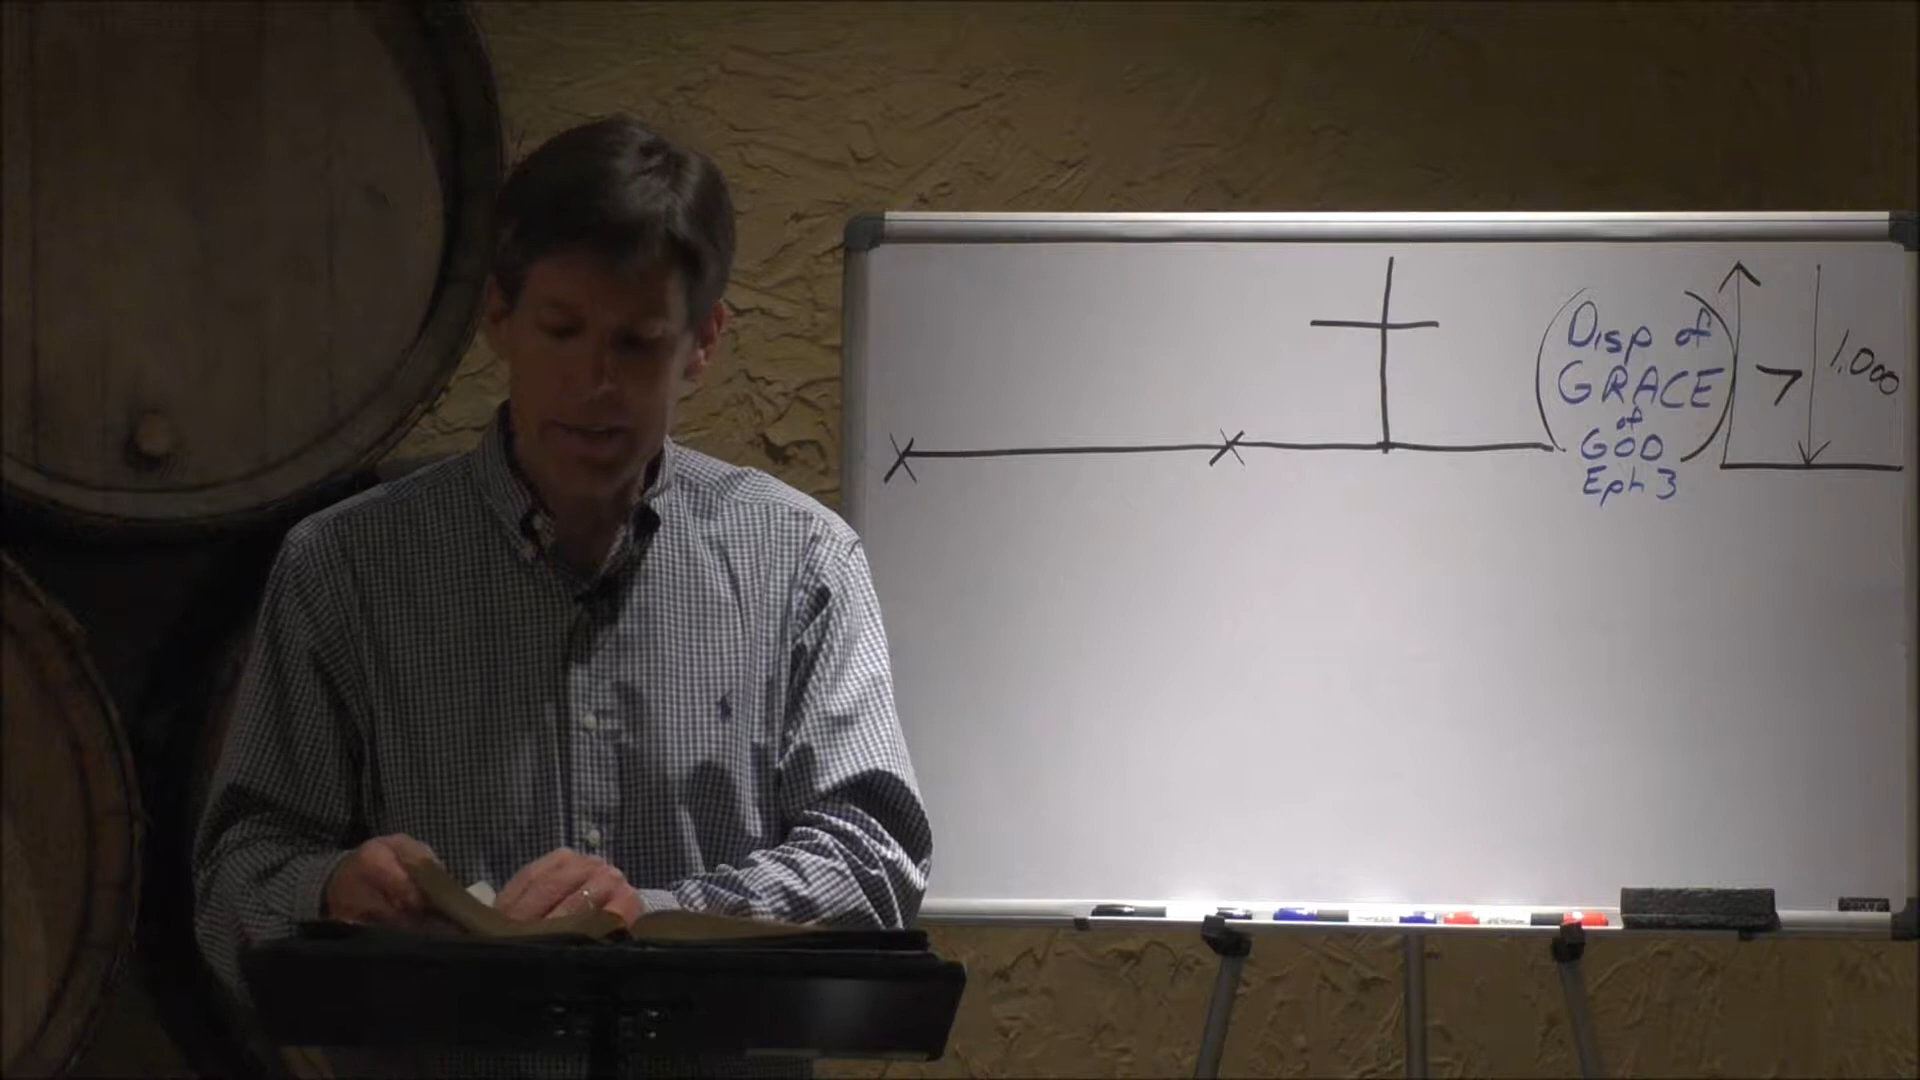 Disp of
GRACE
of
GOD
Eph 3
7
1,000